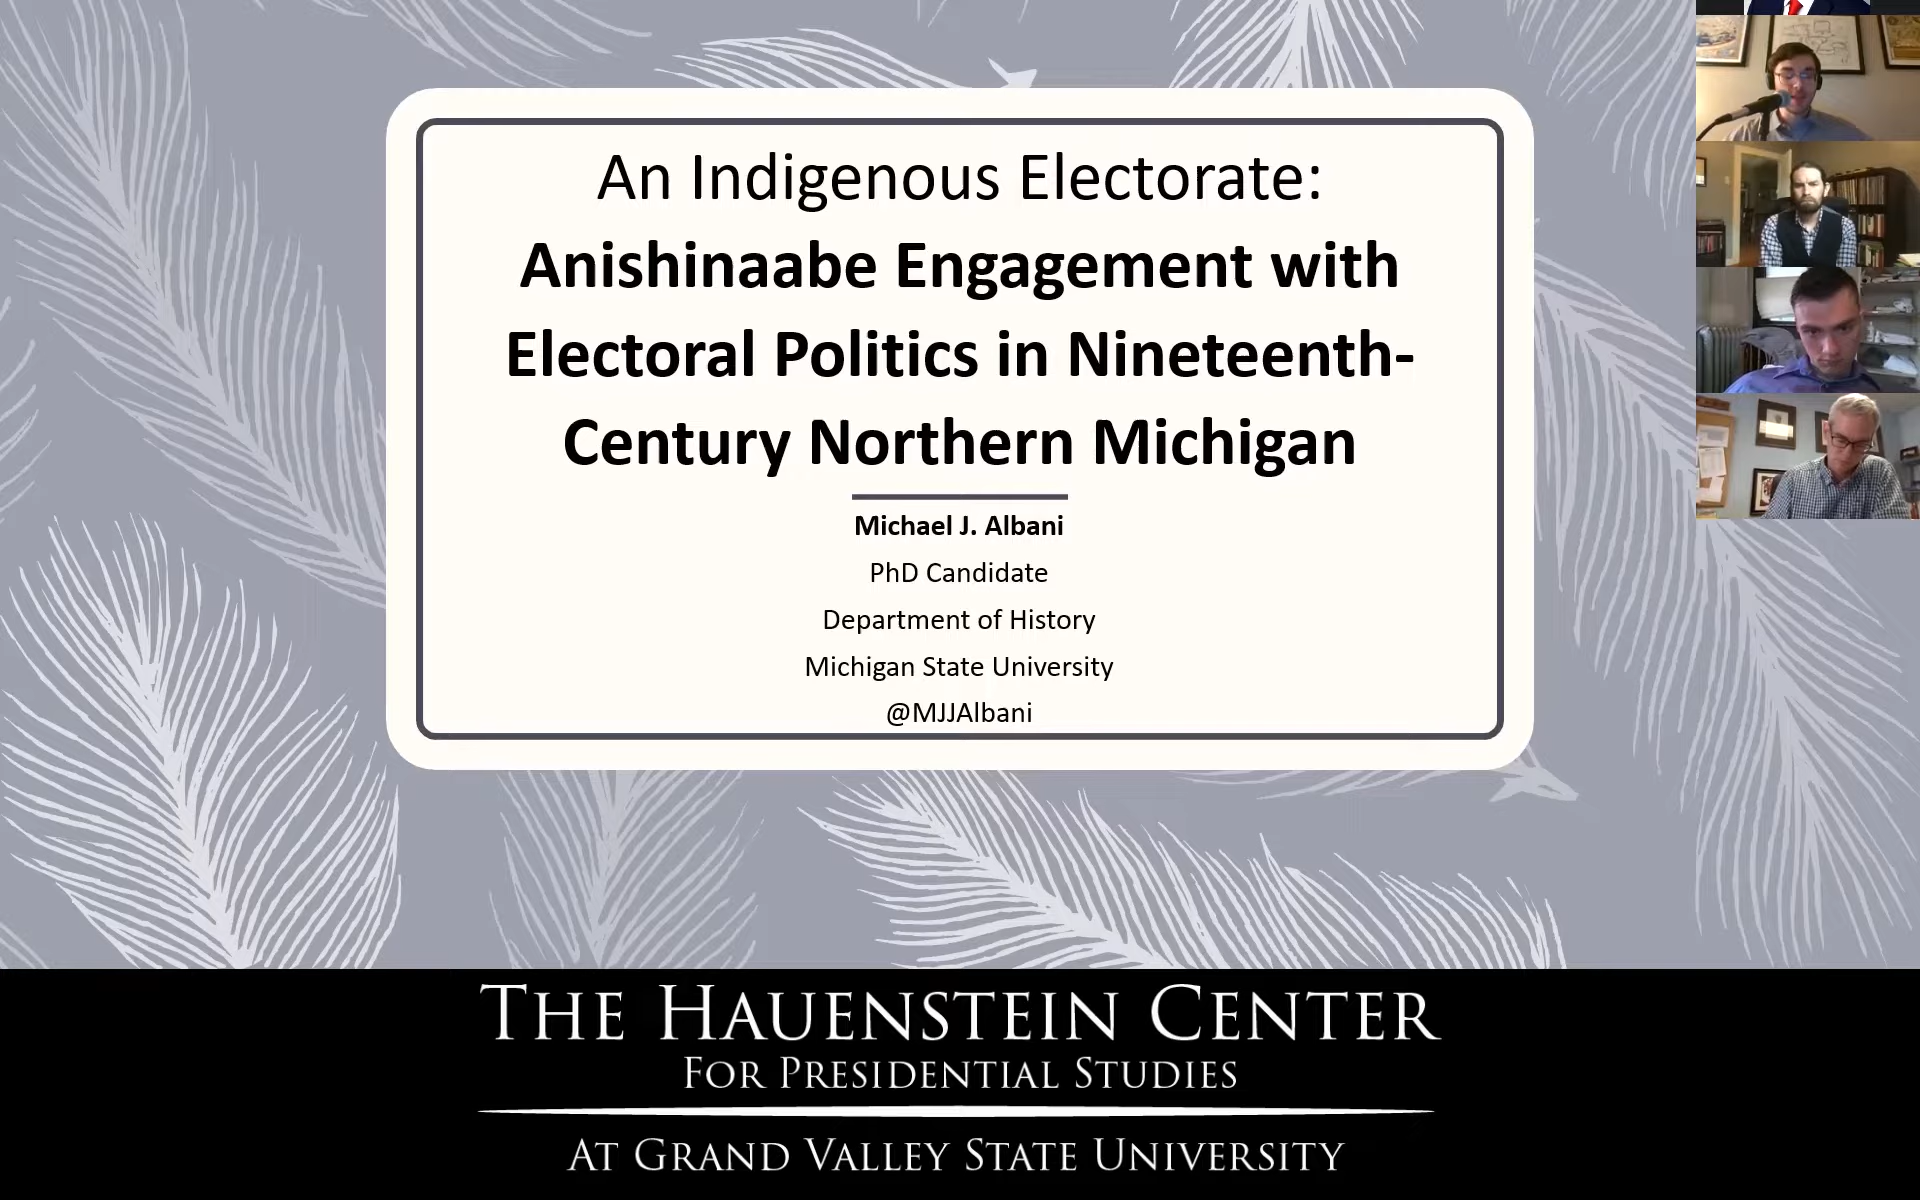 An Indigenous Electorate:
Anishinaabe Engagement with
Electoral Politics in Nineteenth-
Century Northern Michigan
Michael J. Albani
PhD Candidate
Department of History
Michigan State University
@MJJAlbani
THE HAUENSTEIN CENTER
FOR PRESIDENTIAL STUDIES
AT GRAND VALLEY STATE UNIVERSITY